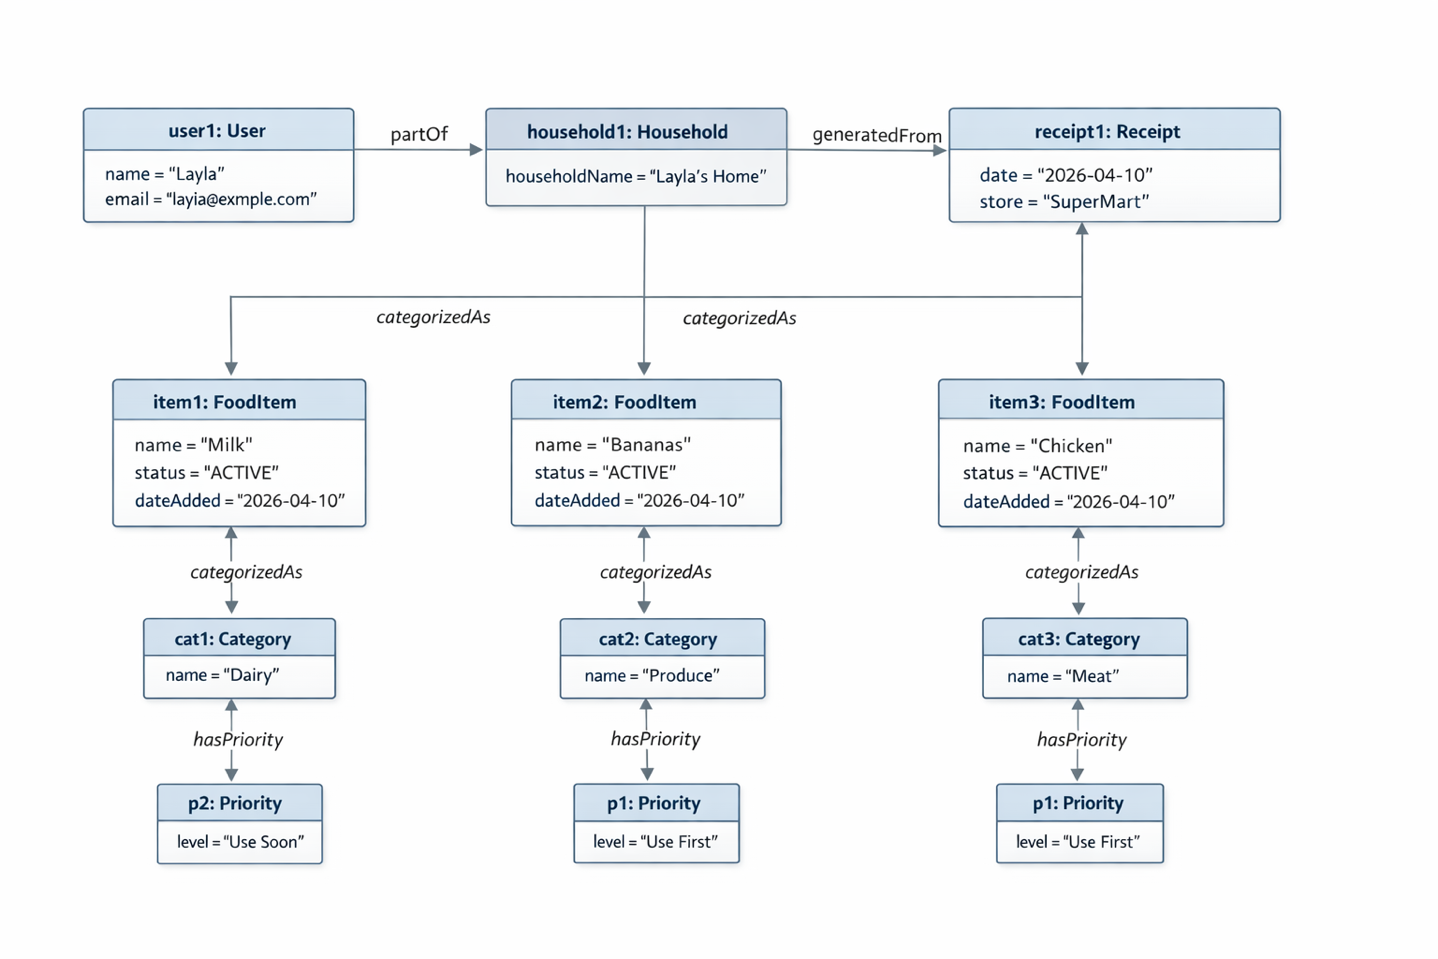 user1: User
partOf
household1: Household
generatedFrom
receipt1: Receipt
name = “Layla”
email = “layia@exmple.com”
householdName = “Layla’s Home”
date = “2026-04-10”
store = “SuperMart”
categorizedAs
categorizedAs
item1: FoodItem
name = “Milk”
status = “ACTIVE”
dateAdded = “2026-04-10”
item2: FoodItem
name = “Bananas”
status = “ACTIVE”
dateAdded = “2026-04-10”
item3: FoodItem
name = “Chicken”
status = “ACTIVE”
dateAdded = “2026-04-10”
categorizedAs
categorizedAs
categorizedAs
cat1: Category
name = “Dairy”
cat2: Category
name = “Produce”
cat3: Category
name = “Meat”
hasPriority
hasPriority
hasPriority
p2: Priority
level = “Use Soon”
p1: Priority
level = “Use First”
p1: Priority
level = “Use First”